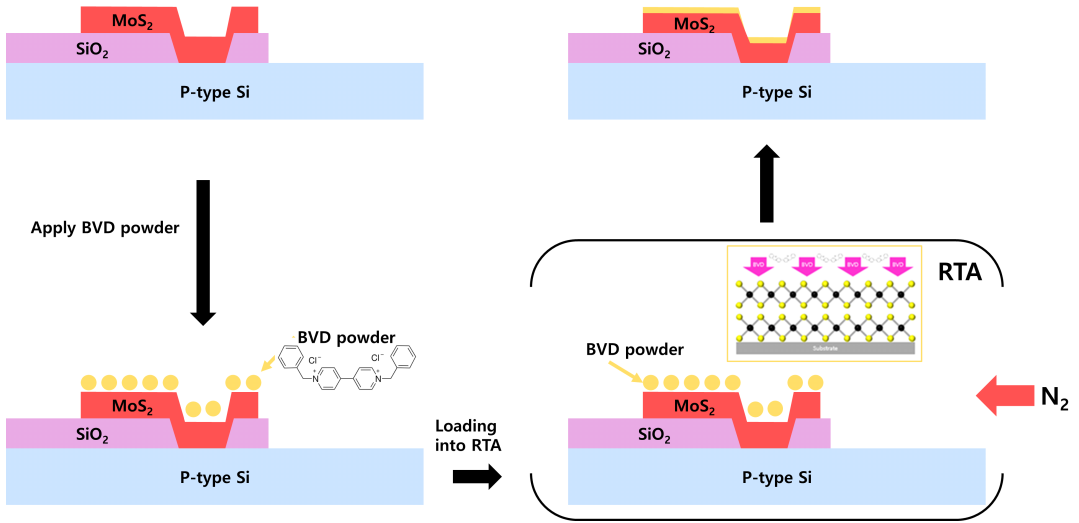 MoS₂
SiO₂
P-type Si
Apply BVD powder
BVD powder
Cl⁻
Cl⁻
N⁺
N⁺
MoS₂
SiO₂
P-type Si
Loading
into RTA
MoS₂
SiO₂
P-type Si
RTA
BVD
BVD
BVD
BVD
Substrate
BVD powder
MoS₂
SiO₂
P-type Si
N₂